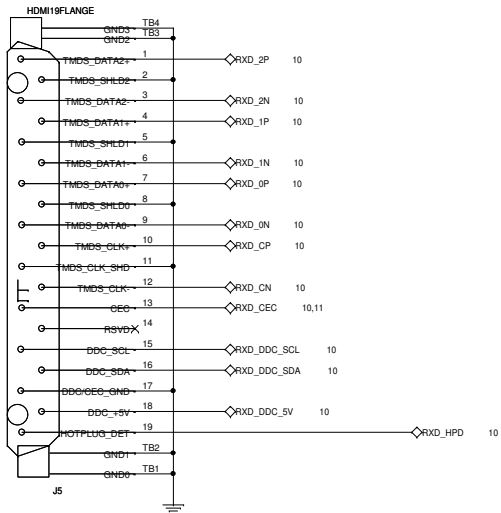 HDMI19FLANGE
GND3 TB4
GND2 TB3
TMDS_DATA2+ 1 RXD_2P 10
TMDS_SHLD2 2
TMDS_DATA2- 3 RXD_2N 10
TMDS_DATA1+ 4 RXD_1P 10
TMDS_SHLD1 5
TMDS_DATA1- 6 RXD_1N 10
TMDS_DATA0+ 7 RXD_0P 10
TMDS_SHLD0 8
TMDS_DATA0- 9 RXD_0N 10
TMDS_CLK+ 10 RXD_CP 10
TMDS_CLK_SHD 11
TMDS_CLK- 12 RXD_CN 10
CEC 13 RXD_CEC 10,11
RSVD 14
DDC_SCL 15 RXD_DDC_SCL 10
DDC_SDA 16 RXD_DDC_SDA 10
DDC/CEC_GND 17
DDC_+5V 18 RXD_DDC_5V 10
HOTPLUG_DET 19 RXD_HPD 10
GND1 TB2
GND0 TB1
J5